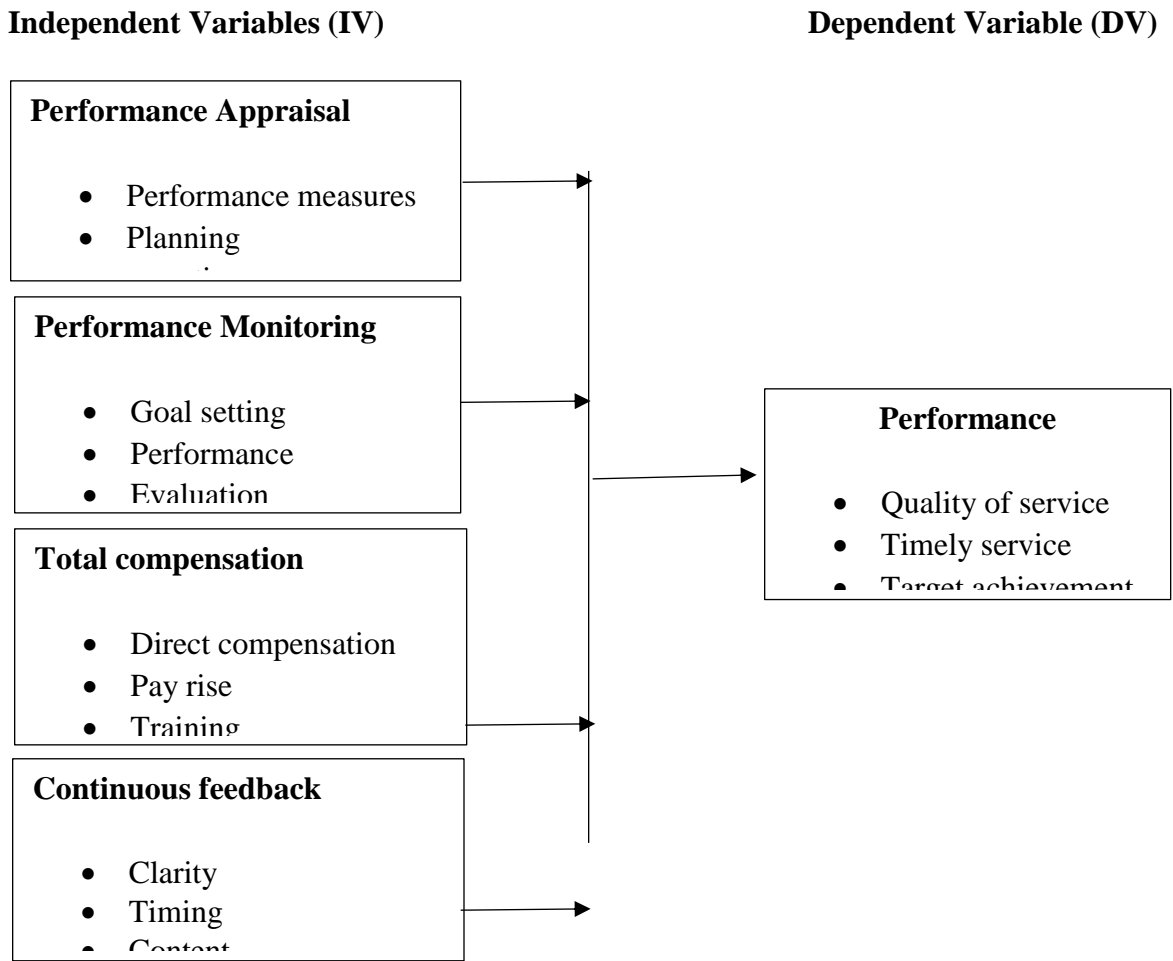 Independent Variables (IV)
Dependent Variable (DV)
Performance Appraisal
• Performance measures
• Planning
Performance Monitoring
• Goal setting
• Performance
• Evaluation
Total compensation
• Direct compensation
• Pay rise
• Training
Continuous feedback
• Clarity
• Timing
• Content
Performance
• Quality of service
• Timely service
• Target achievement